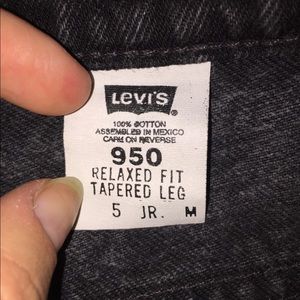 Levi's
®
100% COTTON
ASSEMBLED IN MEXICO
CARE ON REVERSE
950
RELAXED FIT
TAPERED LEG
5 JR. M